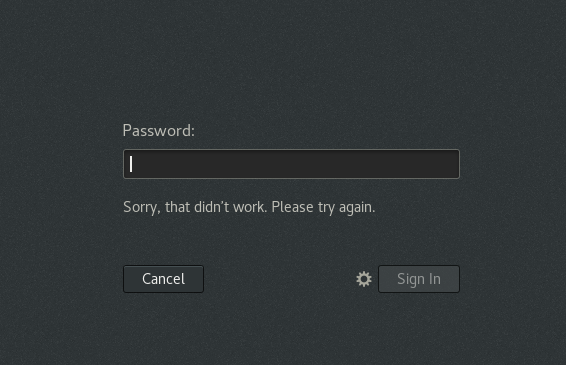 Password:
Sorry, that didn't work. Please try again.
Cancel
Sign In